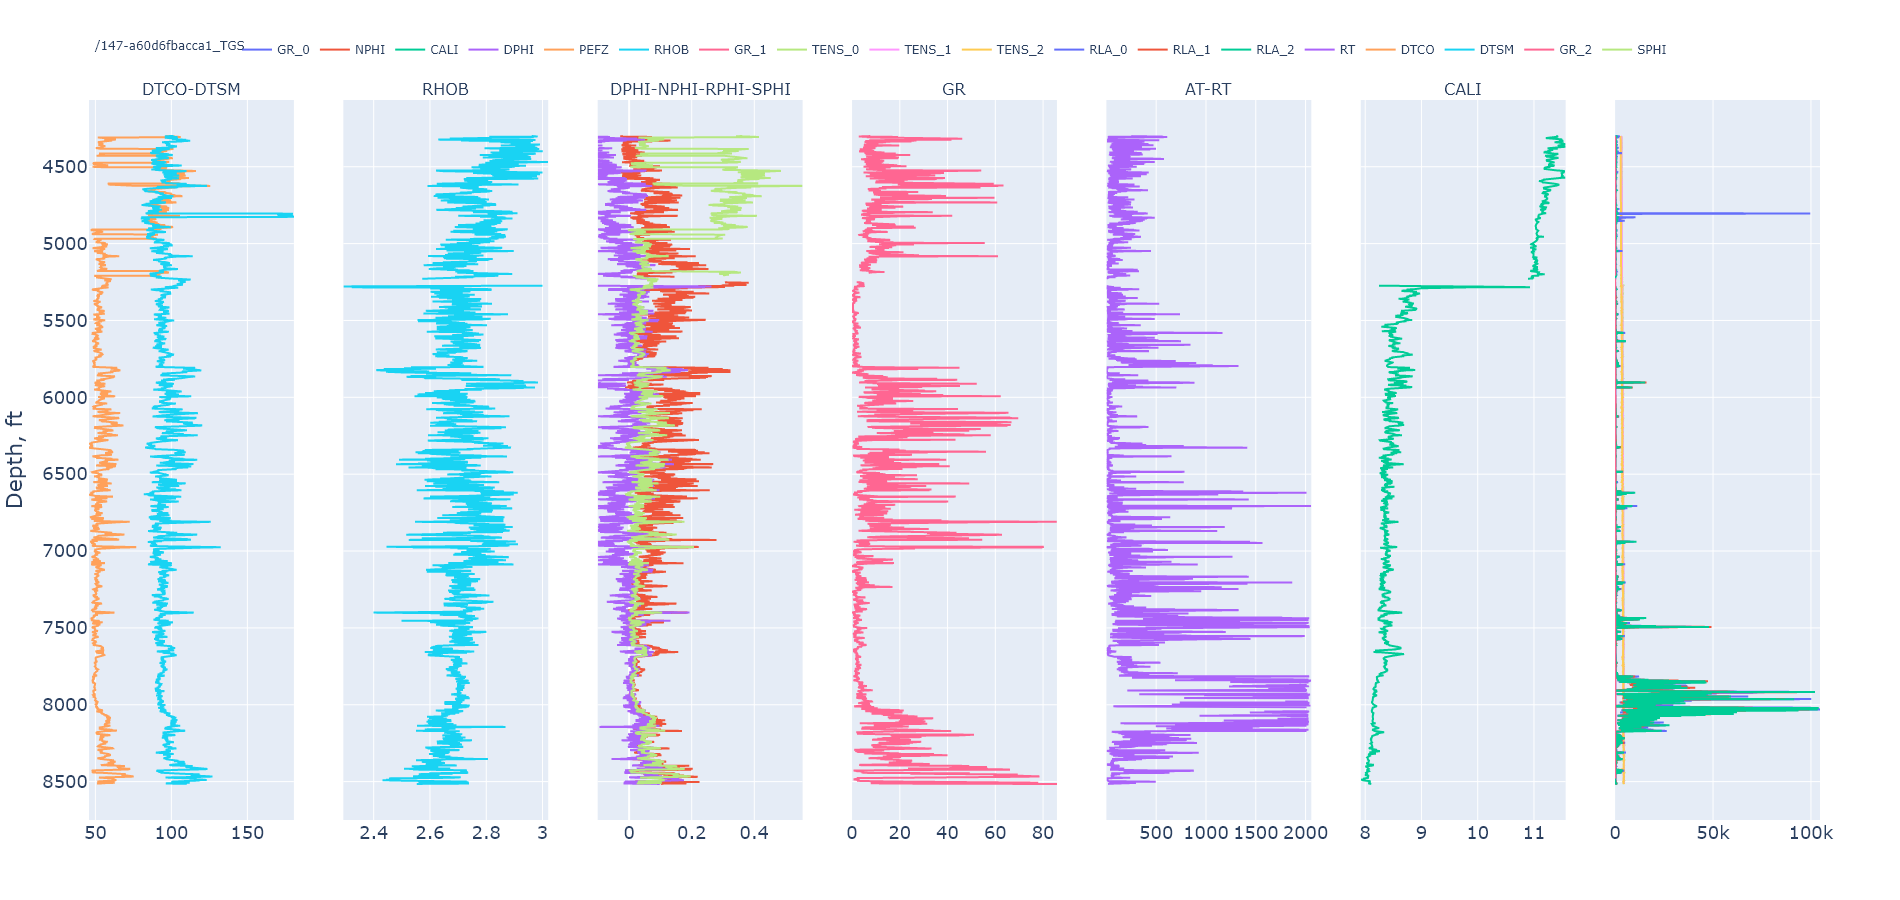 /147-a60d6fbacca1_TGS GR_0 NPHI CALI DPHI PEFZ RHOB GR_1 TENS_0 TENS_1 TENS_2 RLA_0 RLA_1 RLA_2 RT DTCO DTSM GR_2 SPHI
DTCO-DTSM RHOB DPHI-NPHI-RPHI-SPHI GR AT-RT CALI
4500
5000
5500
6000
6500
7000
7500
8000
8500
Depth, ft
50 100 150 2.4 2.6 2.8 3 0 0.2 0.4 0 20 40 60 80 500 1000 1500 2000 8 9 10 11 0 50k 100k